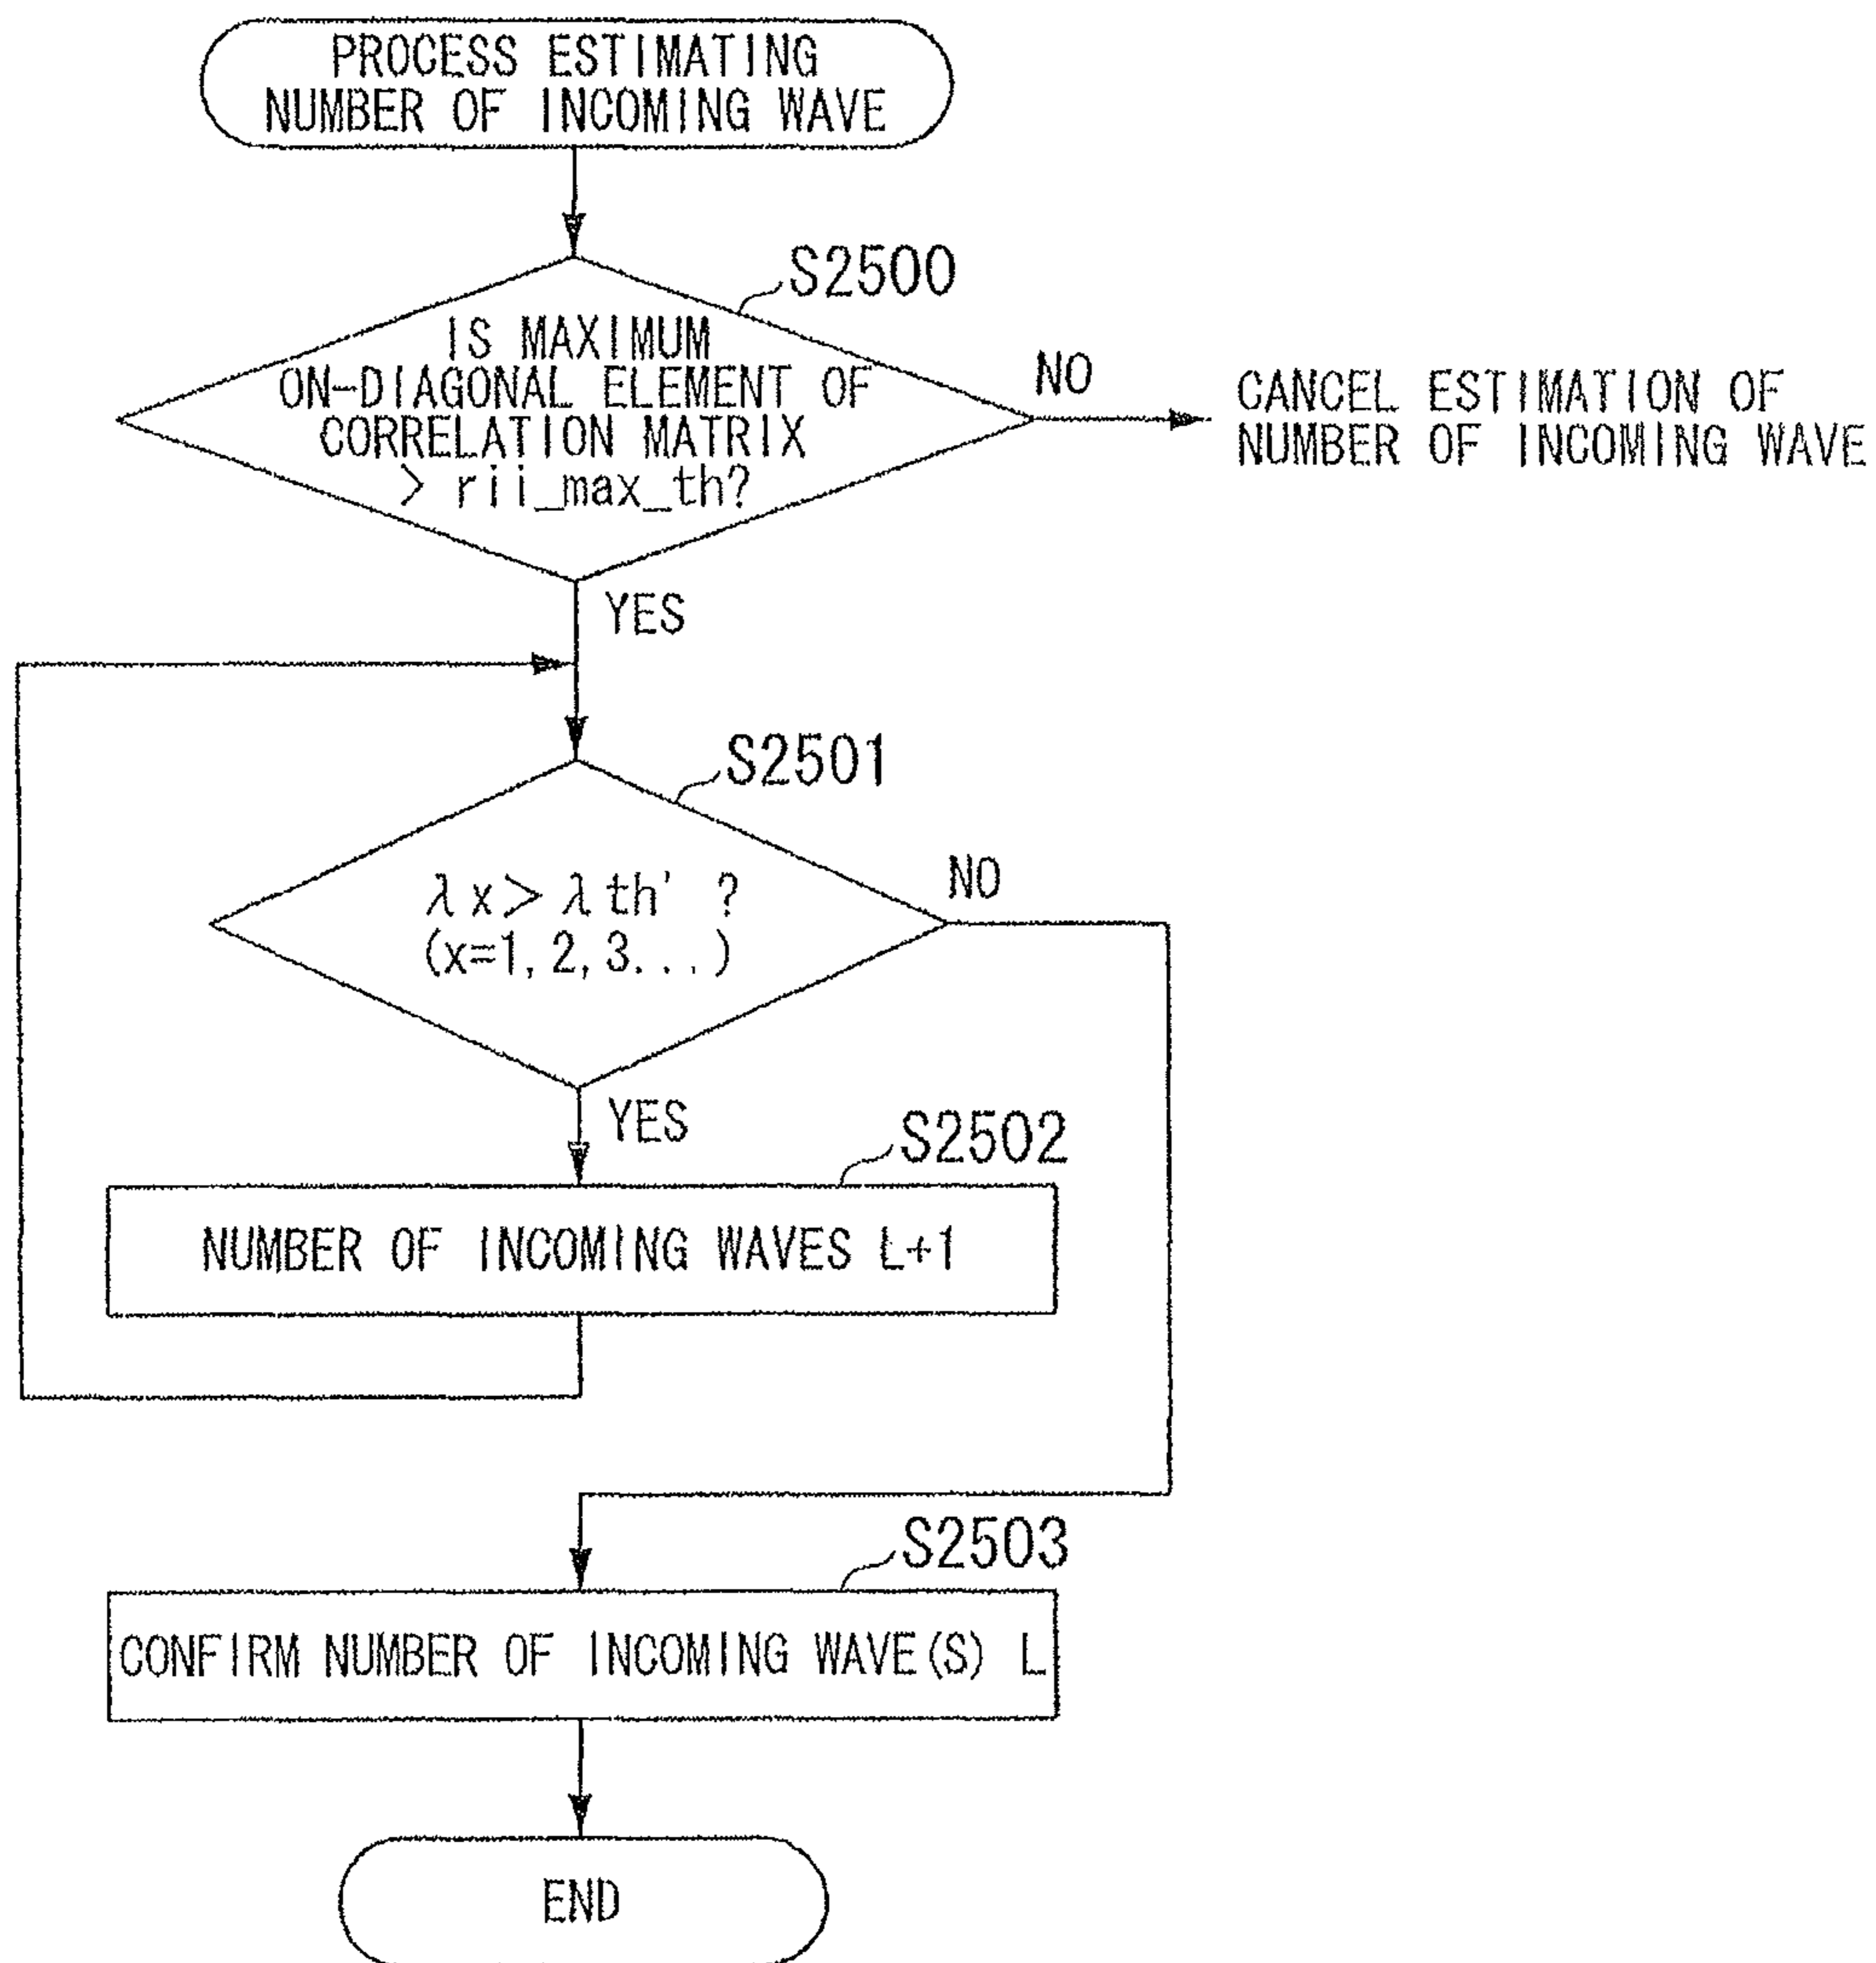 PROCESS ESTIMATING
NUMBER OF INCOMING WAVE
S2500
IS MAXIMUM
ON-DIAGONAL ELEMENT OF
CORRELATION MATRIX
> rii_max_th?
NO
CANCEL ESTIMATION OF
NUMBER OF INCOMING WAVE
YES
S2501
λx > λth' ?
(x=1, 2, 3...)
NO
YES
S2502
NUMBER OF INCOMING WAVES L+1
S2503
CONFIRM NUMBER OF INCOMING WAVE(S) L
END